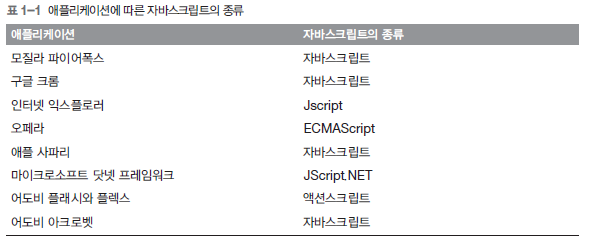 표 1-1 애플리케이션에 따른 자바스크립트의 종류
애플리케이션 자바스크립트의 종류
모질라 파이어폭스 자바스크립트
구글 크롬 자바스크립트
인터넷 익스플로러 Jscript
오페라 ECMAScript
애플 사파리 자바스크립트
마이크로소프트 닷넷 프레임워크 JScript.NET
어도비 플래시와 플렉스 액션스크립트
어도비 아크로벳 자바스크립트